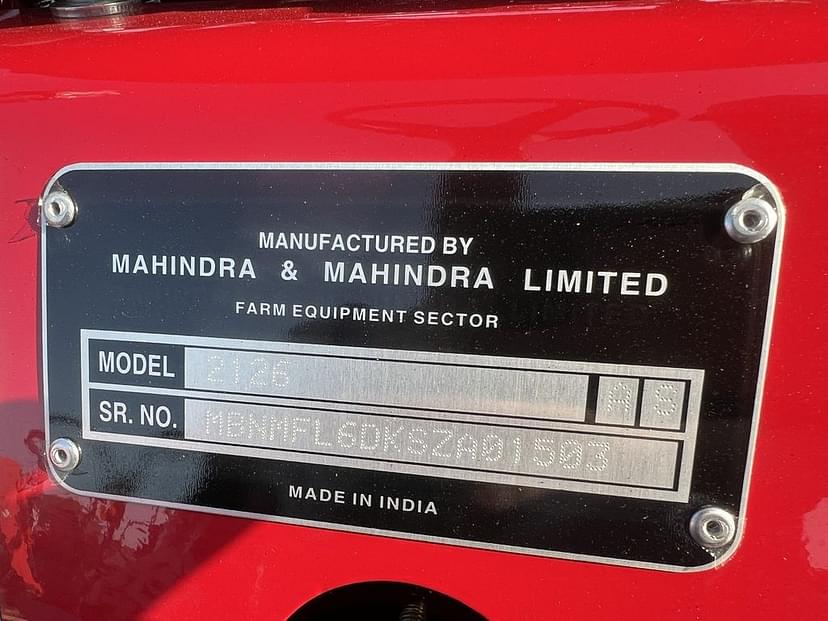 MANUFACTURED BY
MAHINDRA & MAHINDRA LIMITED
FARM EQUIPMENT SECTOR
MODEL 2126 A S
SR. NO. MBNMFL6DKSZA01503
MADE IN INDIA